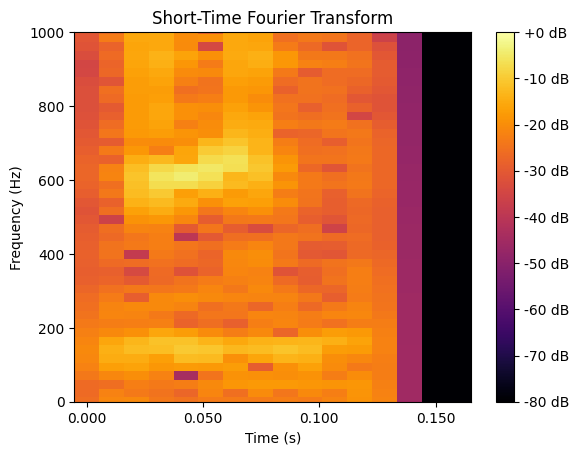 Short-Time Fourier Transform
1000
800
600
400
200
0
Frequency (Hz)
0.000
0.050
0.100
0.150
Time (s)
+0 dB
-10 dB
-20 dB
-30 dB
-40 dB
-50 dB
-60 dB
-70 dB
-80 dB